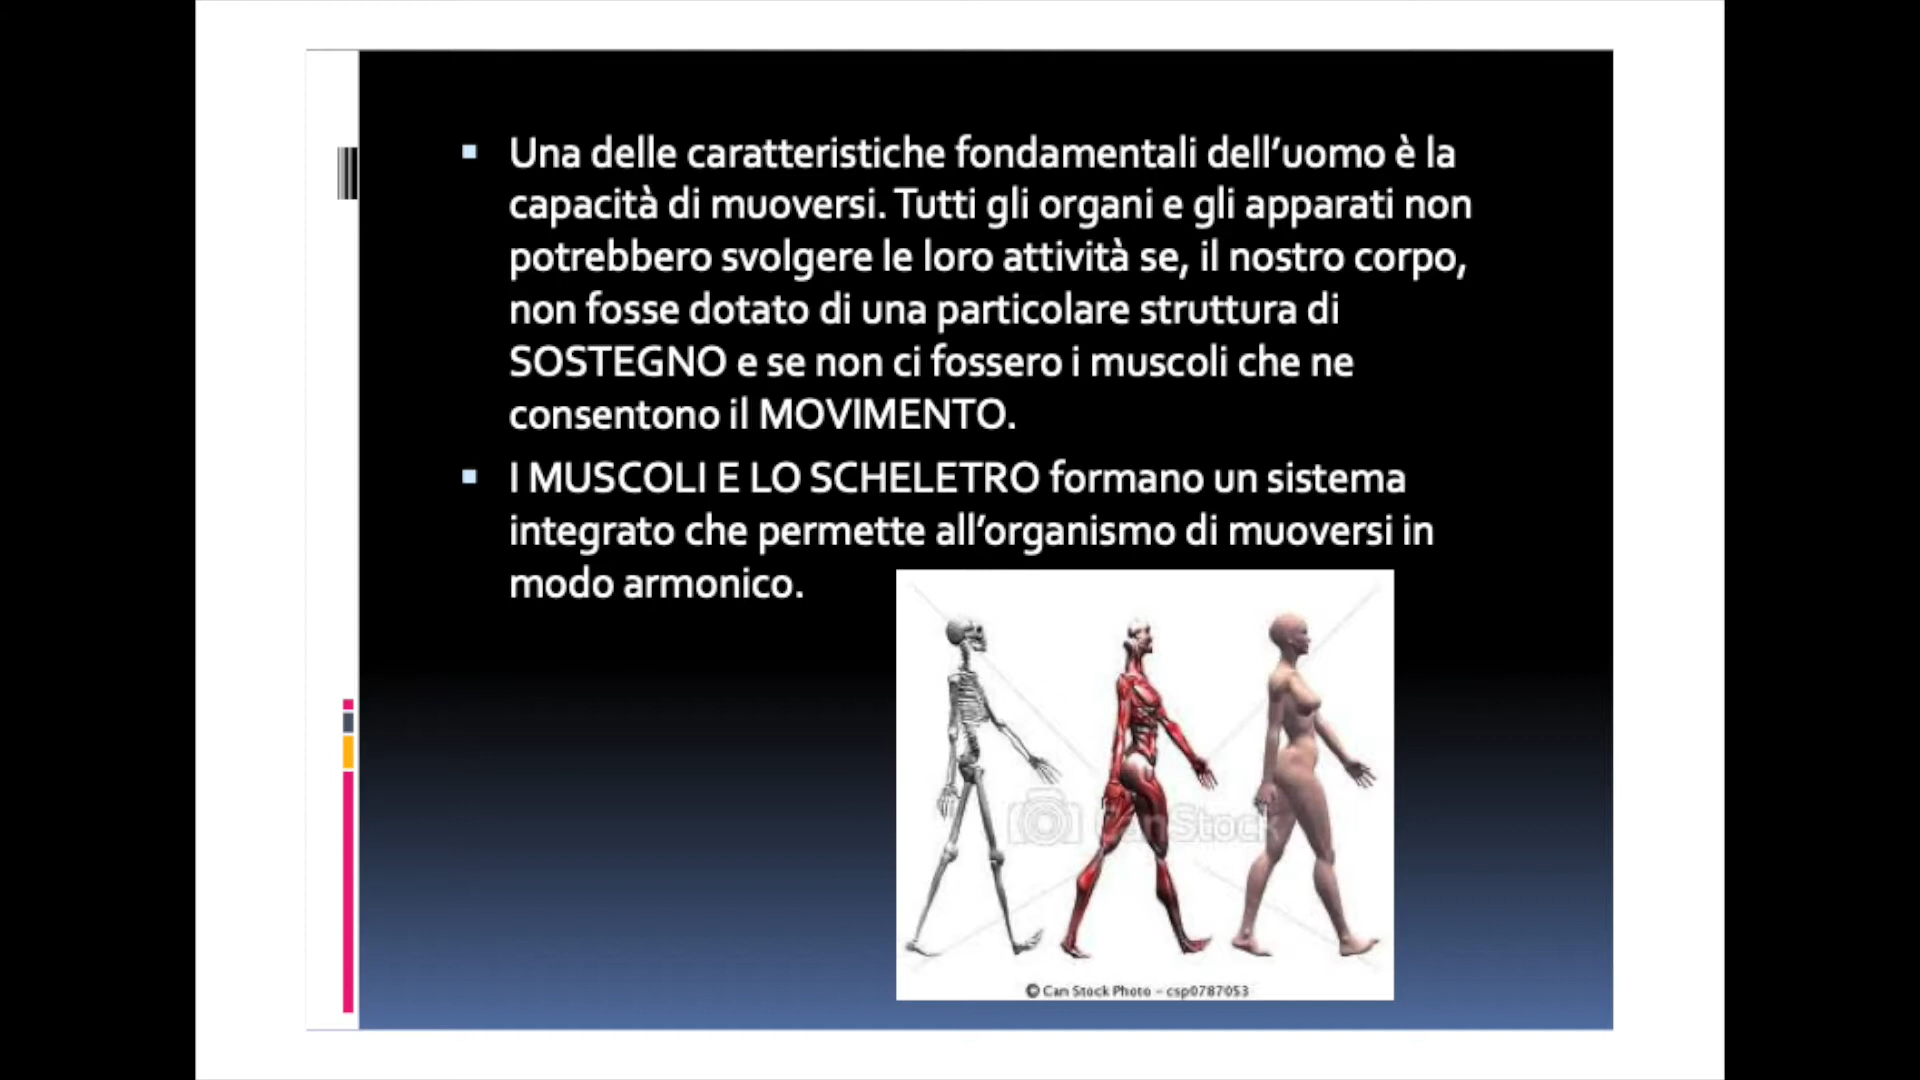 Una delle caratteristiche fondamentali dell’uomo è la
capacità di muoversi. Tutti gli organi e gli apparati non
potrebbero svolgere le loro attività se, il nostro corpo,
non fosse dotato di una particolare struttura di
SOSTEGNO e se non ci fossero i muscoli che ne
consentono il MOVIMENTO.
I MUSCOLI E LO SCHELETRO formano un sistema
integrato che permette all’organismo di muoversi in
modo armonico.
CanStock
© Can Stock Photo - csp0787053